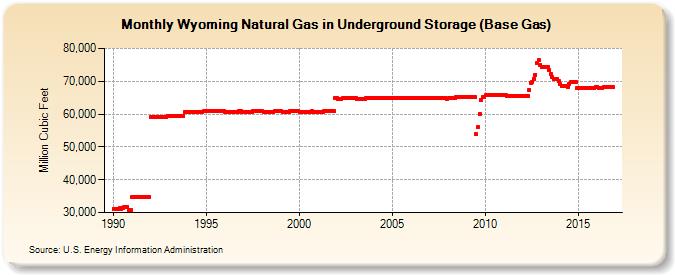 Monthly Wyoming Natural Gas in Underground Storage (Base Gas)
Million Cubic Feet
80,000
70,000
60,000
50,000
40,000
30,000
1990 1995 2000 2005 2010 2015
Source: U.S. Energy Information Administration